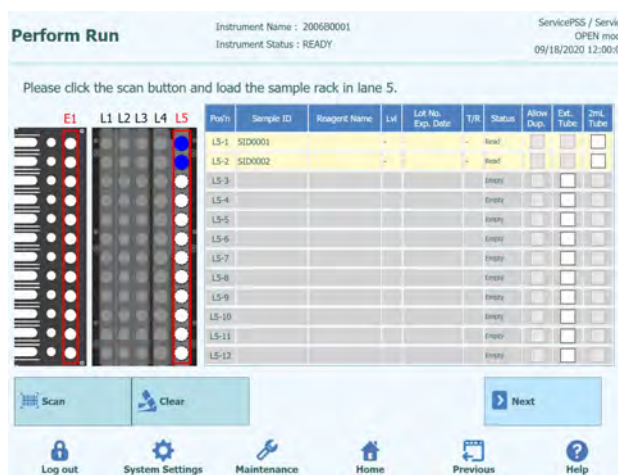 Perform Run
Instrument Name : 2006B0001
Instrument Status : READY
ServicePSS / Servic
OPEN mod
09/18/2020 12:00:0
Please click the scan button and load the sample rack in lane 5.
E1 L1 L2 L3 L4 L5
Pos'n Sample ID Reagent Name Lvl Lot No. Exp. Date T/R Status Allow Dup. Ext. Tube 2mL Tube
L5-1 SID0001 - - - Read
L5-2 SID0002 - - - Read
L5-3 Empty
L5-4 Empty
L5-5 Empty
L5-6 Empty
L5-7 Empty
L5-8 Empty
L5-9 Empty
L5-10 Empty
L5-11 Empty
L5-12 Empty
Scan
Clear
Next
Log out
System Settings
Maintenance
Home
Previous
Help